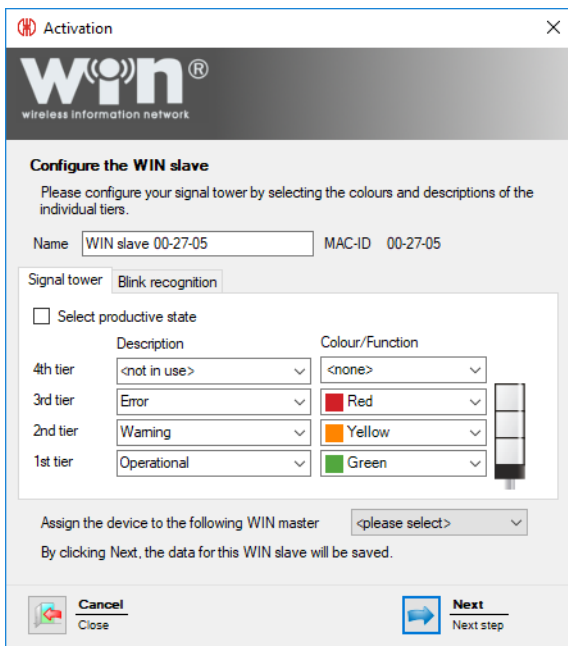 Activation
WIN®
wireless information network
Configure the WIN slave
Please configure your signal tower by selecting the colours and descriptions of the
individual tiers.
Name WIN slave 00-27-05 MAC-ID 00-27-05
Signal tower Blink recognition
Select productive state
Description Colour/Function
4th tier <not in use> <none>
3rd tier Error Red
2nd tier Warning Yellow
1st tier Operational Green
Assign the device to the following WIN master <please select>
By clicking Next, the data for this WIN slave will be saved.
Cancel Next
Close Next step